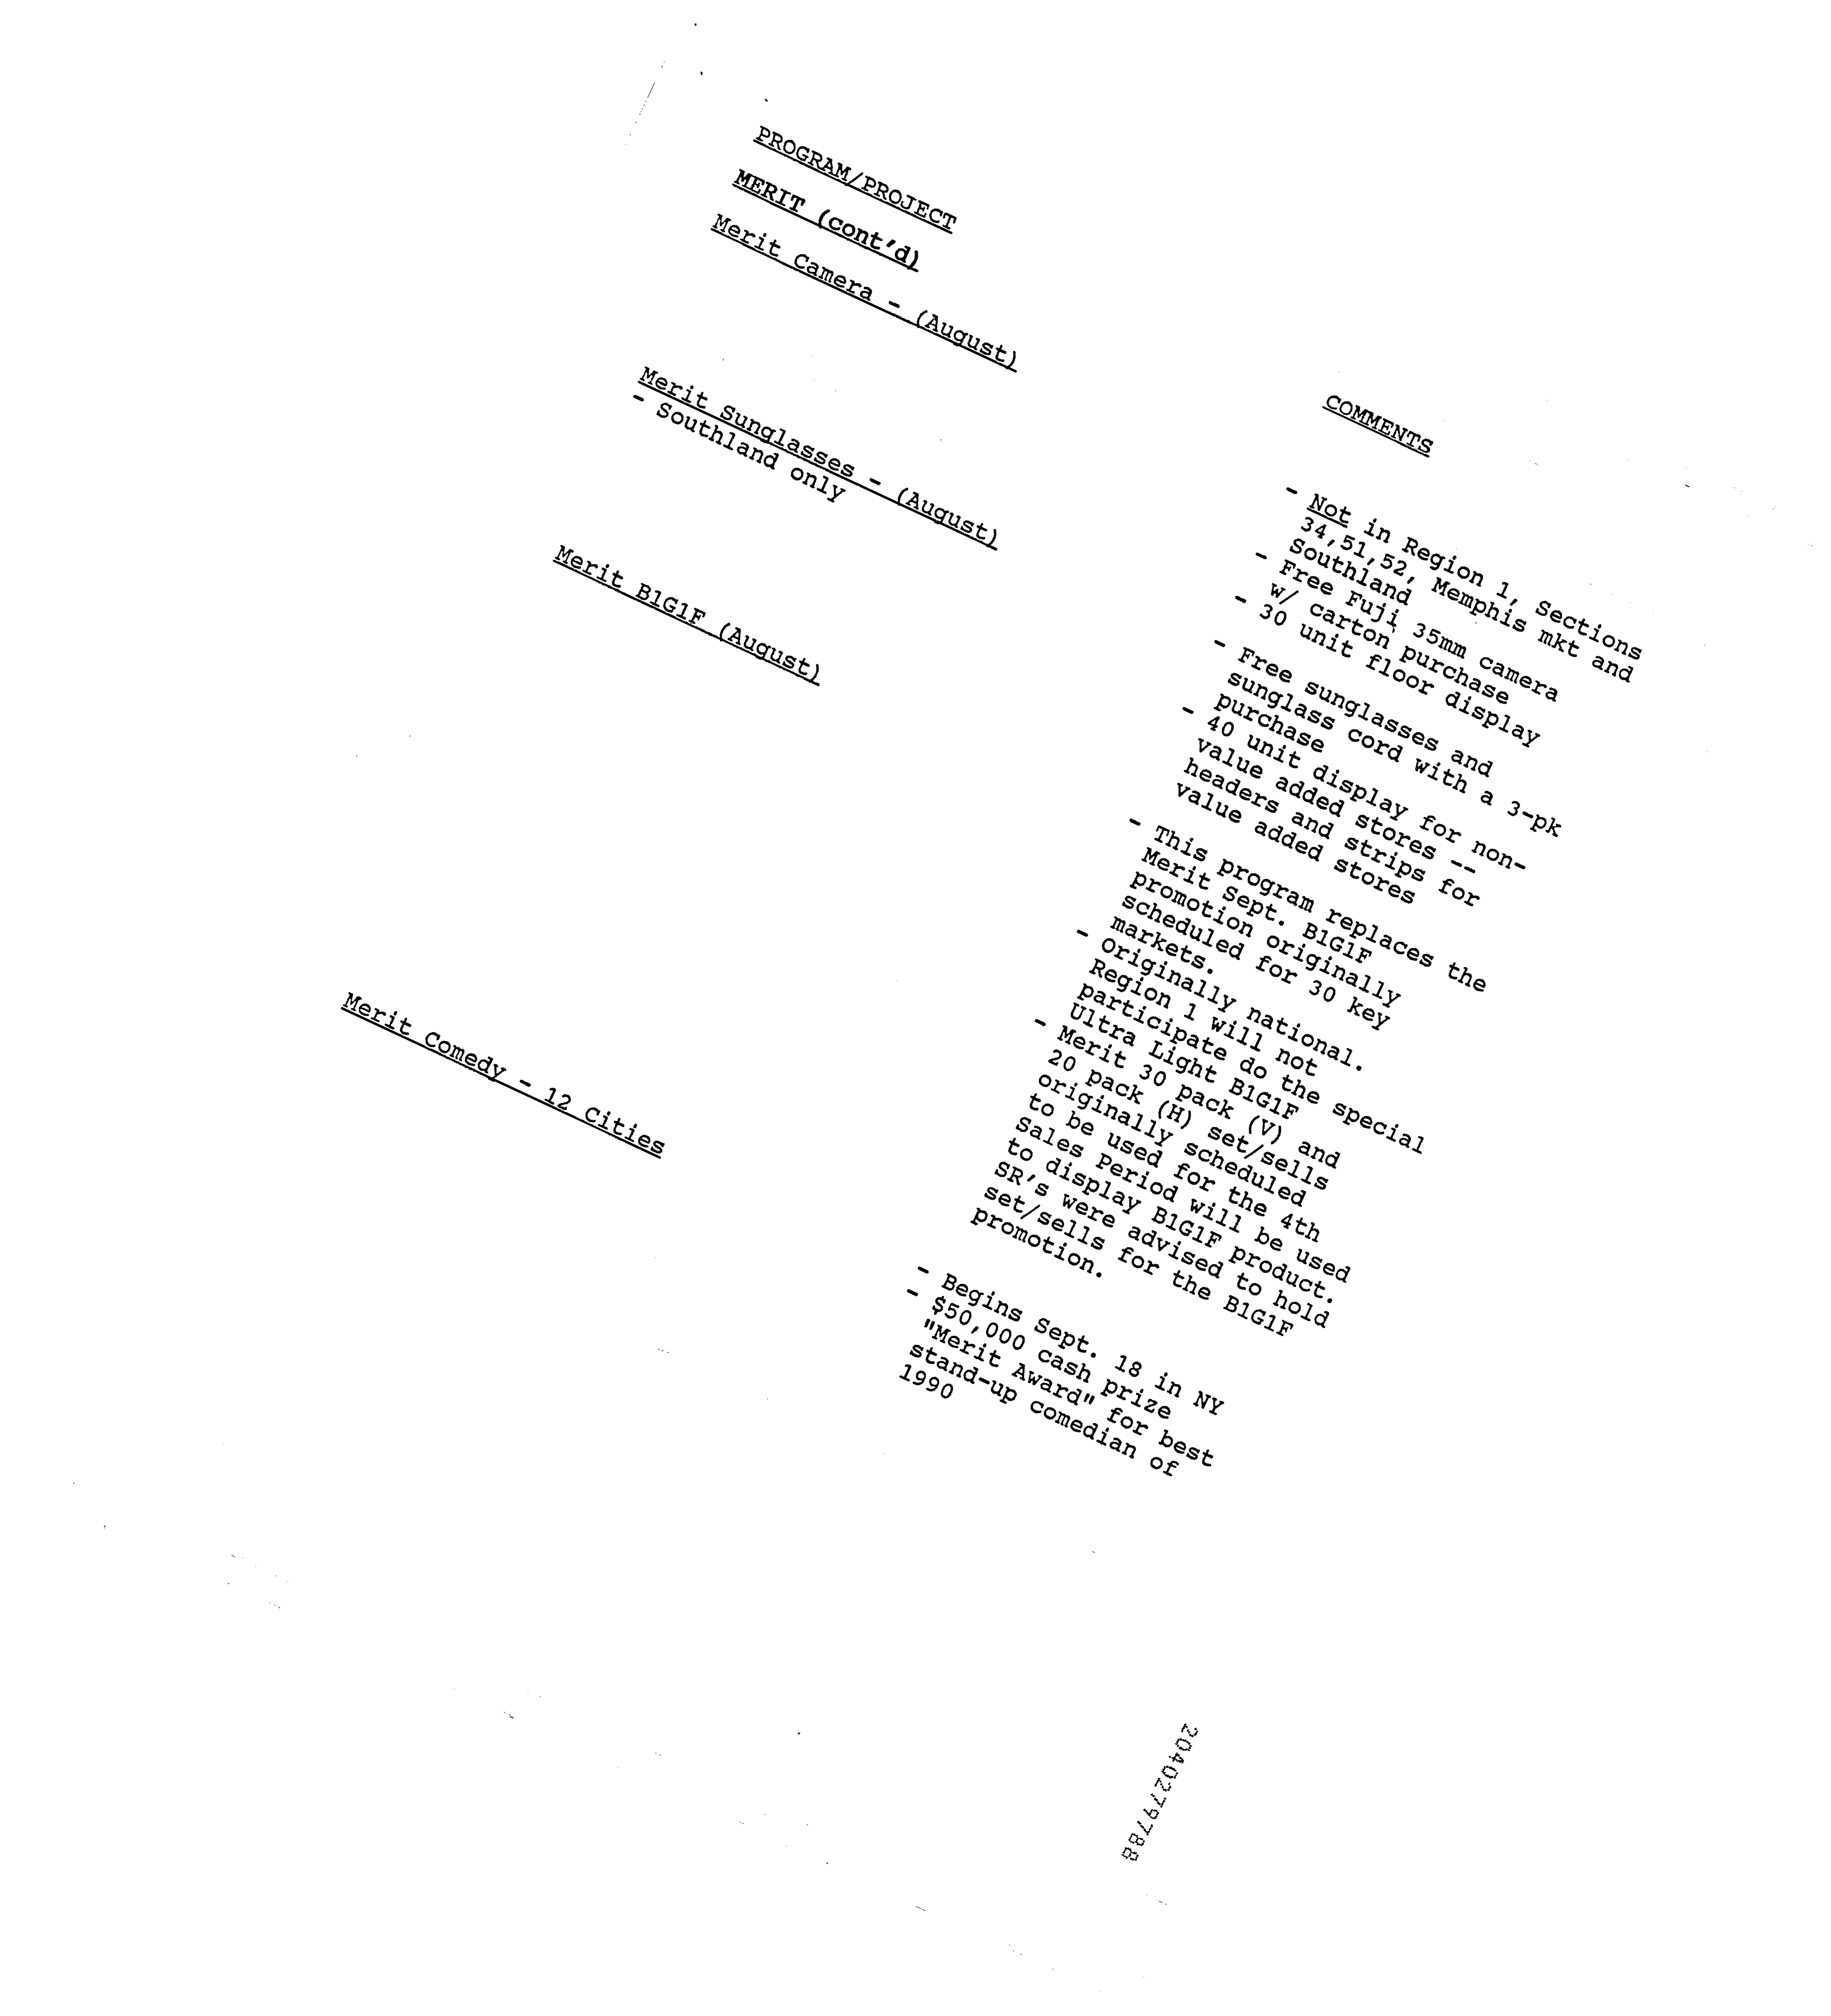 PROGRAM/PROJECT
COMMENTS
MERIT (cont'd)
Merit Camera - (August)
- Not in Region 1, Sections
34,51,52, Memphis mkt and
Southland
- Free Fuji 35mm camera
w/ carton purchase
- 30 unit floor display
Merit Sunglasses - (August)
- Southland only
- Free sunglasses and
sunglass cord with a 3-pk
purchase
- 40 unit display for non-
value added stores --
headers and strips for
value added stores
Merit B1G1F (August)
- This program replaces the
Merit Sept. B1G1F
promotion originally
scheduled for 30 key
markets.
- Originally national.
Region 1 will not
participate do the special
Ultra Light B1G1F
- Merit 30 pack (V) and
20 pack (H) set/sells
originally scheduled
to be used for the 4th
Sales Period will be used
to display B1G1F product.
SR's were advised to hold
set/sells for the B1G1F
promotion.
Merit Comedy - 12 Cities
- Begins Sept. 18 in NY
- $50,000 cash prize
"Merit Award" for best
stand-up comedian of
1990
2040279788